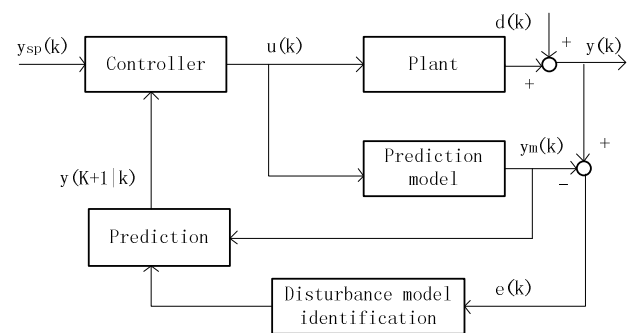 ysp(k)
Controller
u(k)
Plant
d(k)
+
y(k)
+
Prediction
model
ym(k)
+
−
y(K+1|k)
Prediction
Disturbance model
identification
e(k)